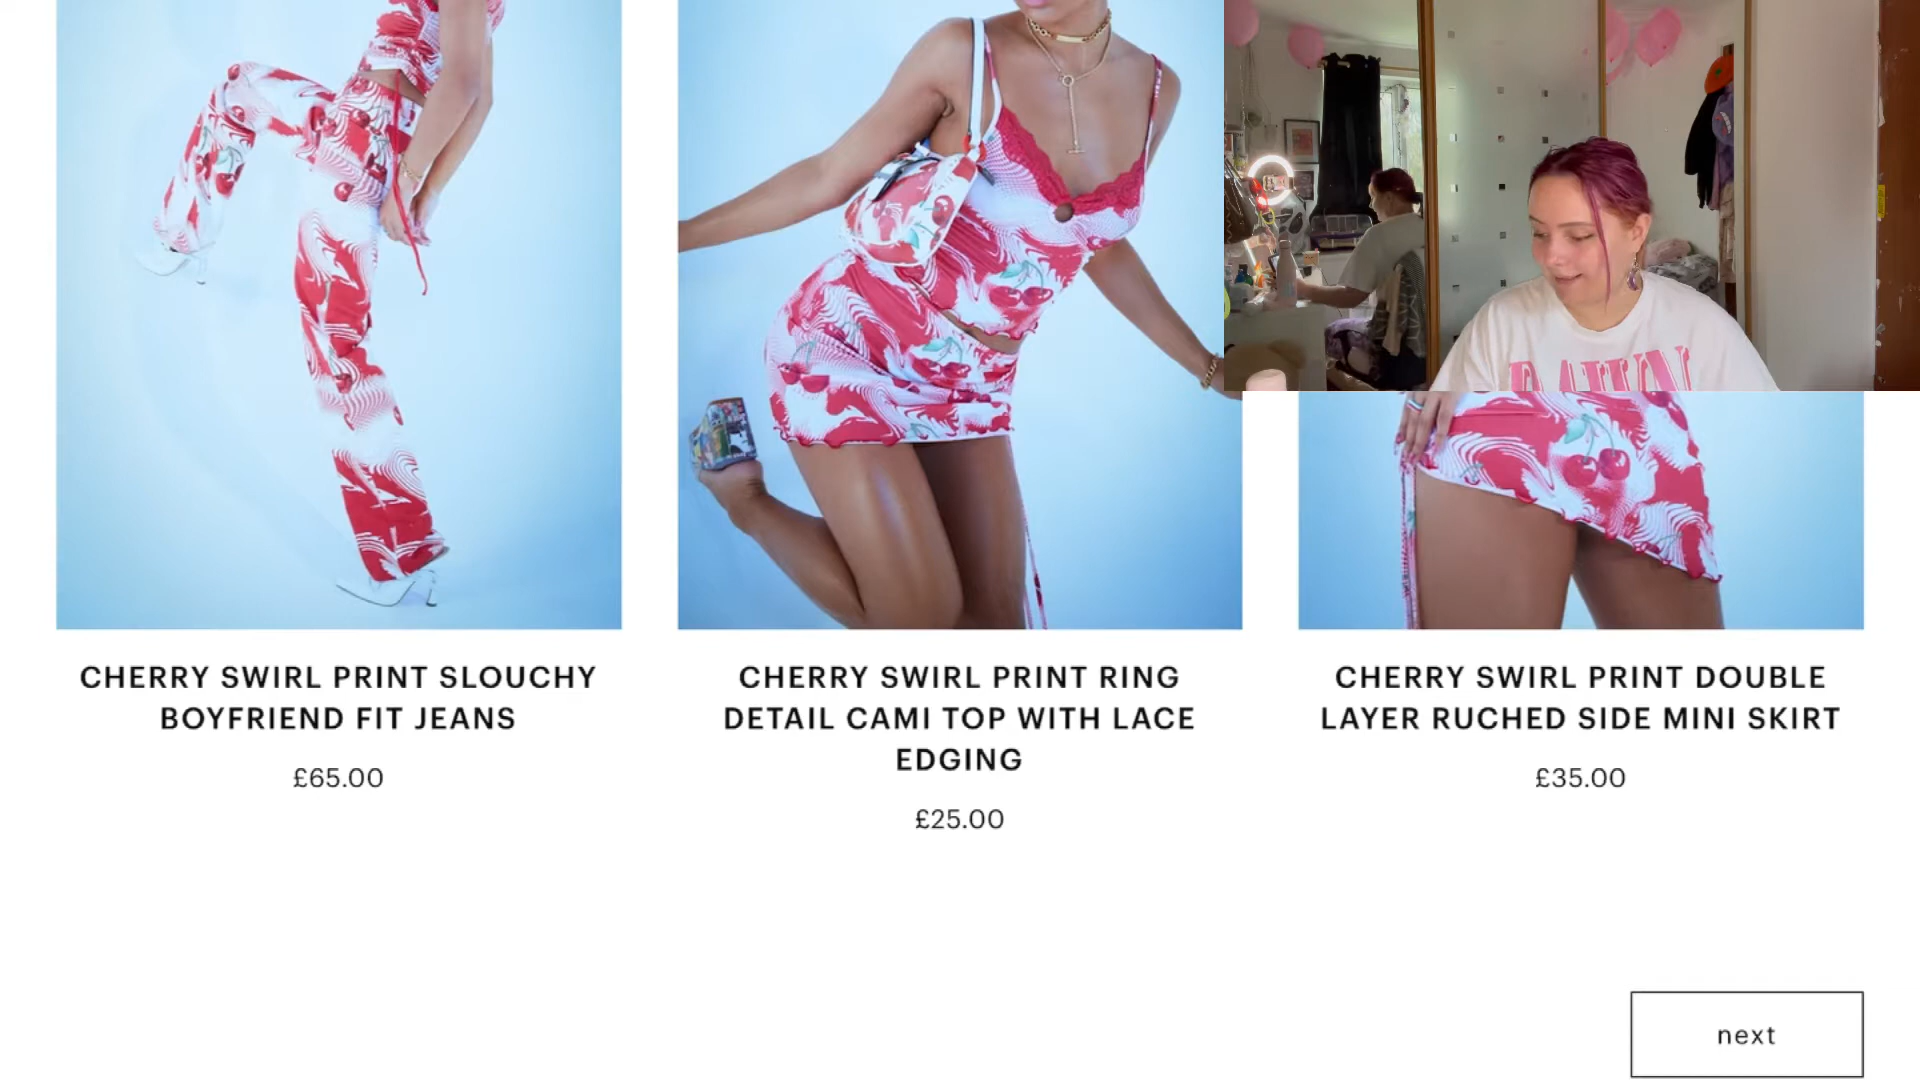 CHERRY SWIRL PRINT SLOUCHY
BOYFRIEND FIT JEANS
£65.00
CHERRY SWIRL PRINT RING
DETAIL CAMI TOP WITH LACE
EDGING
£25.00
CHERRY SWIRL PRINT DOUBLE
LAYER RUCHED SIDE MINI SKIRT
£35.00
next